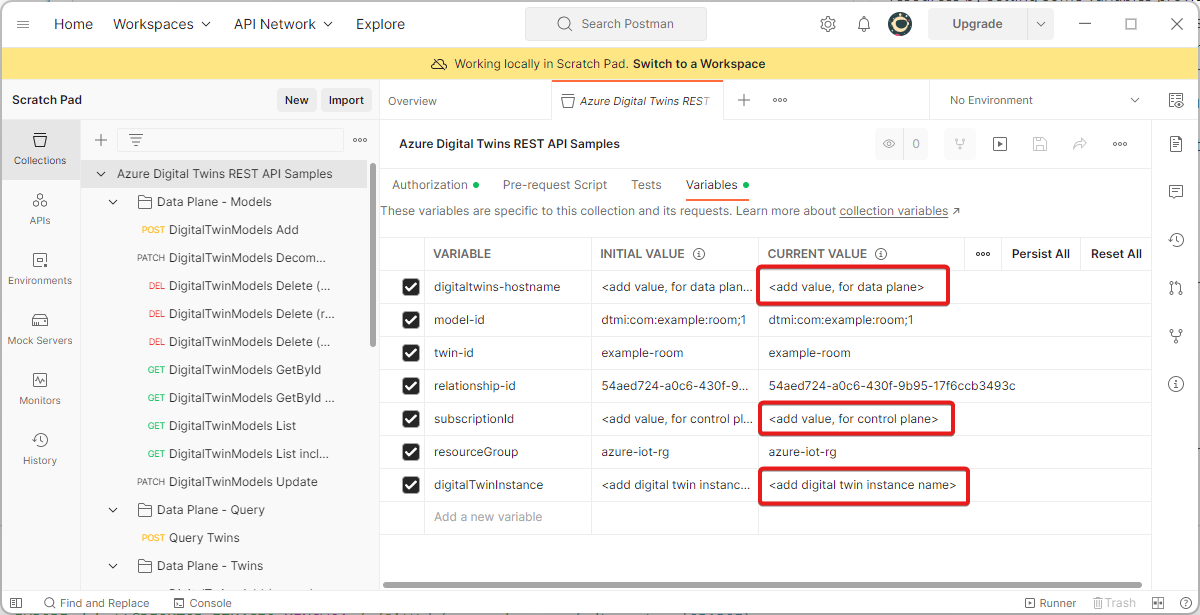 Home
Workspaces
API Network
Explore
Search Postman
Upgrade
Working locally in Scratch Pad. Switch to a Workspace
Scratch Pad
New
Import
Overview
Azure Digital Twins REST
No Environment
Collections
APIs
Environments
Mock Servers
Monitors
History
Azure Digital Twins REST API Samples
Data Plane - Models
POST DigitalTwinModels Add
PATCH DigitalTwinModels Decom...
DEL DigitalTwinModels Delete (...
DEL DigitalTwinModels Delete (r...
DEL DigitalTwinModels Delete (...
GET DigitalTwinModels GetById
GET DigitalTwinModels GetById ...
GET DigitalTwinModels List
GET DigitalTwinModels List incl...
PATCH DigitalTwinModels Update
Data Plane - Query
POST Query Twins
Data Plane - Twins
Azure Digital Twins REST API Samples
0
Authorization
Pre-request Script
Tests
Variables
These variables are specific to this collection and its requests. Learn more about collection variables ↗
VARIABLE INITIAL VALUE CURRENT VALUE Persist All Reset All
digitaltwins-hostname <add value, for data plan... <add value, for data plane>
model-id dtmi:com:example:room;1 dtmi:com:example:room;1
twin-id example-room example-room
relationship-id 54aed724-a0c6-430f-9... 54aed724-a0c6-430f-9b95-17f6ccb3493c
subscriptionId <add value, for control pl... <add value, for control plane>
resourceGroup azure-iot-rg azure-iot-rg
digitalTwinInstance <add digital twin instanc... <add digital twin instance name>
Add a new variable
Find and Replace
Console
Runner
Trash